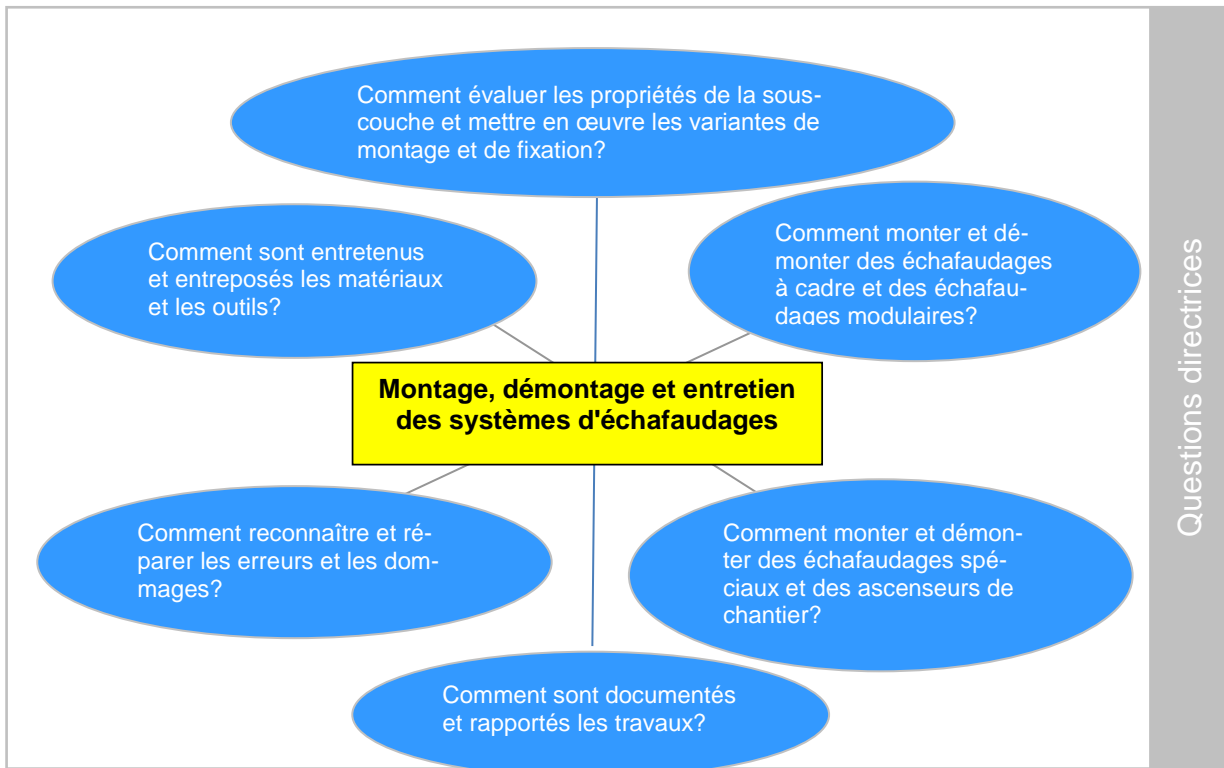 Comment évaluer les propriétés de la sous-
couche et mettre en œuvre les variantes de
montage et de fixation?
Comment sont entretenus
et entreposés les matériaux
et les outils?
Comment monter et dé-
monter des échafaudages
à cadre et des échafau-
dages modulaires?
Montage, démontage et entretien
des systèmes d'échafaudages
Comment reconnaître et ré-
parer les erreurs et les dom-
mages?
Comment monter et démon-
ter des échafaudages spé-
ciaux et des ascenseurs de
chantier?
Comment sont documentés
et rapportés les travaux?
Questions directrices